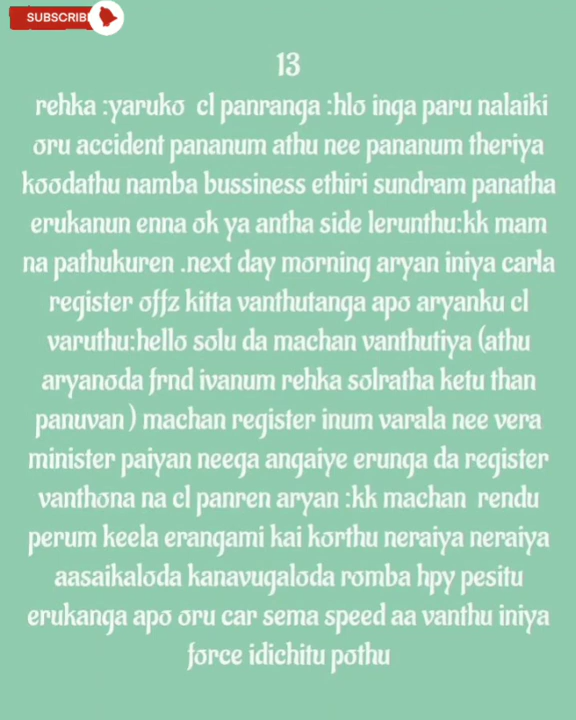 SUBSCRIBE
13
rehka :yaruko cl panranga :hlo inga paru nalaiki
oru accident pananum athu nee pananum theriya
koodathu namba bussiness ethiri sundram panatha
erukanun enna ok ya antha side lerunthu:kk mam
na pathukuren .next day morning aryan iniya carla
register offz kitta vanthutanga apo aryanku cl
varuthu:hello solu da machan vanthutiya (athu
aryanoda frnd ivanum rehka solratha ketu than
panuvan ) machan register inum varala nee vera
minister paiyan neega angaiye erunga da register
vanthona na cl panren aryan :kk machan rendu
perum keela erangami kai korthu neraiya neraiya
aasaikaloda kanavugaloda romba hpy pesitu
erukanga apo oru car sema speed aa vanthu iniya
force idichitu pothu